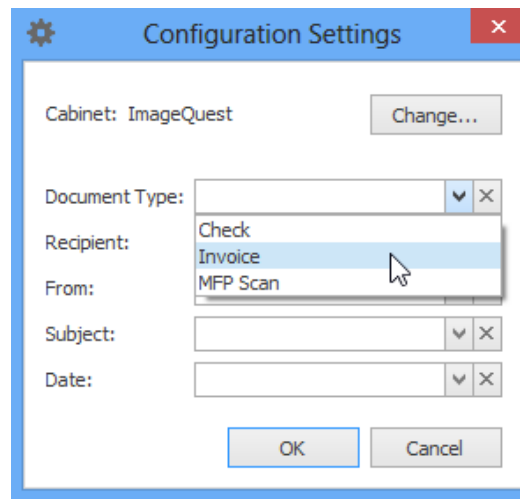 Configuration Settings
Cabinet: ImageQuest
Change...
Document Type:
Check
Recipient:
Invoice
MFP Scan
From:
Subject:
Date:
OK
Cancel